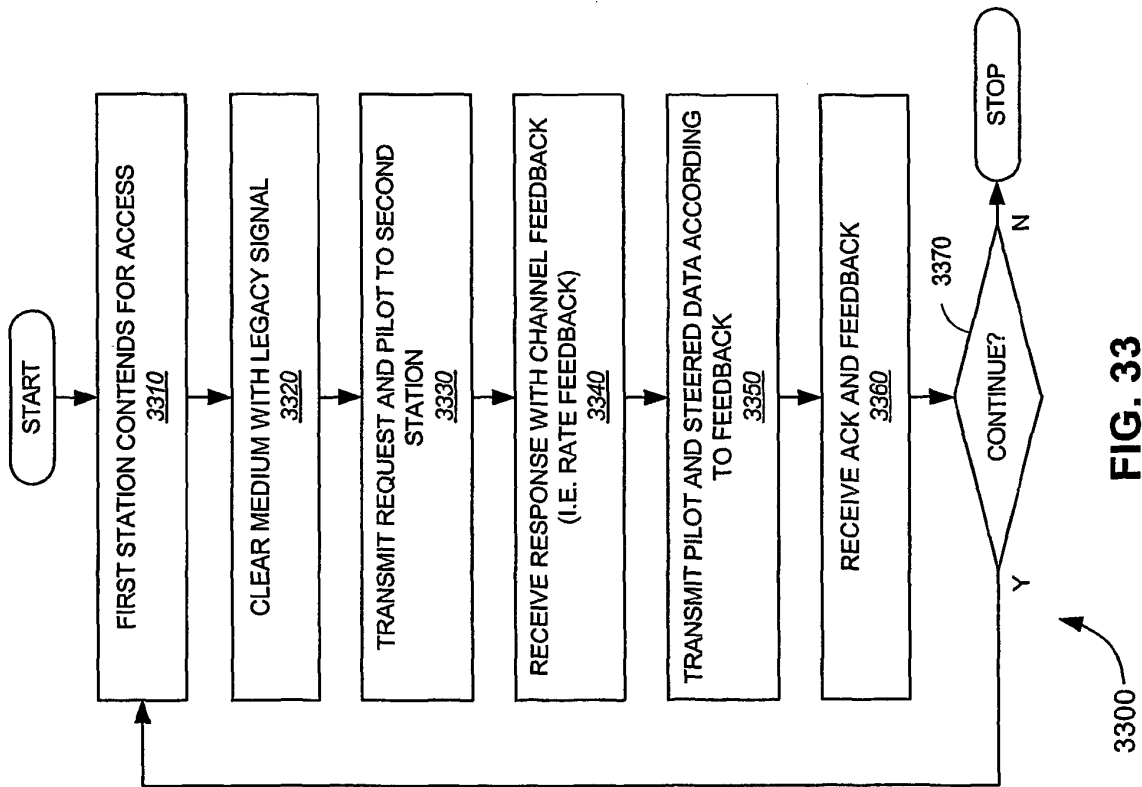 START
FIRST STATION CONTENDS FOR ACCESS
3310
CLEAR MEDIUM WITH LEGACY SIGNAL
3320
TRANSMIT REQUEST AND PILOT TO SECOND
STATION
3330
RECEIVE RESPONSE WITH CHANNEL FEEDBACK
(I.E. RATE FEEDBACK)
3340
TRANSMIT PILOT AND STEERED DATA ACCORDING
TO FEEDBACK
3350
RECEIVE ACK AND FEEDBACK
3360
3370
CONTINUE?
Y
N
STOP
3300
FIG. 33